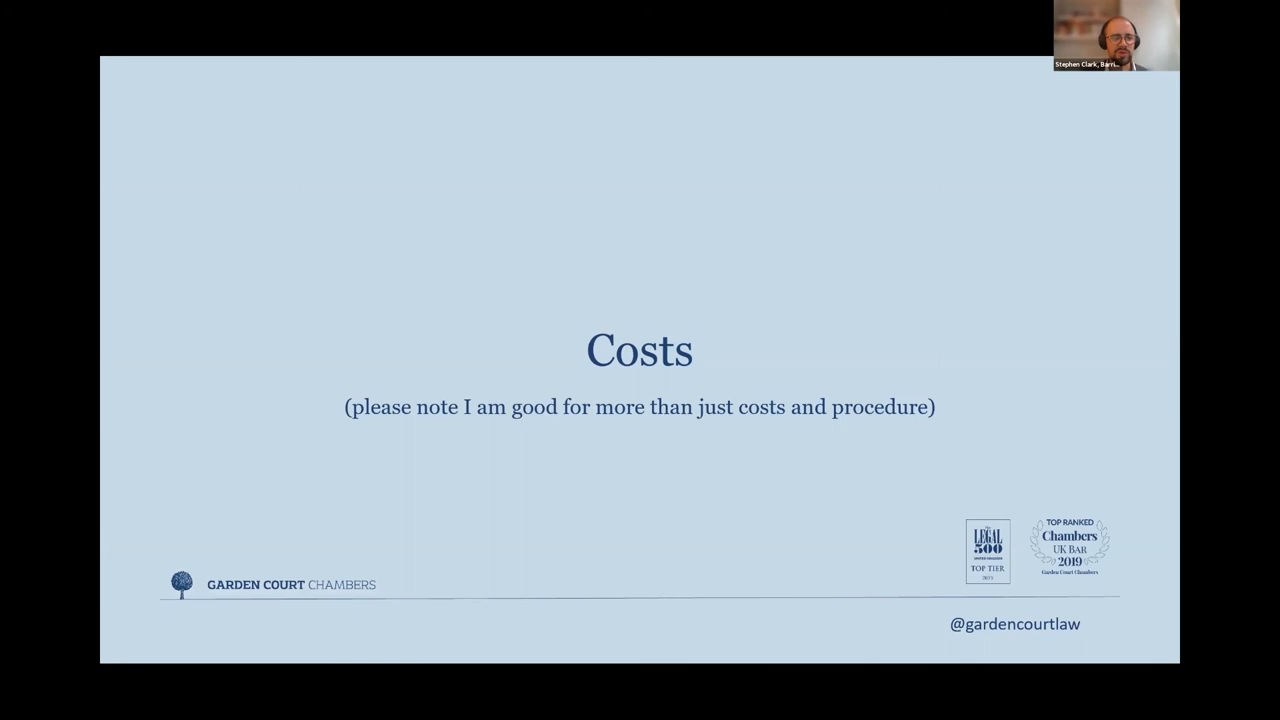 Stephen Clark, Barri...
Costs
(please note I am good for more than just costs and procedure)
GARDEN COURT CHAMBERS
The
LEGAL
500
UNITED KINGDOM
TOP TIER
TOP RANKED
Chambers
UK BAR
2019
Garden Court Chambers
@gardencourtlaw